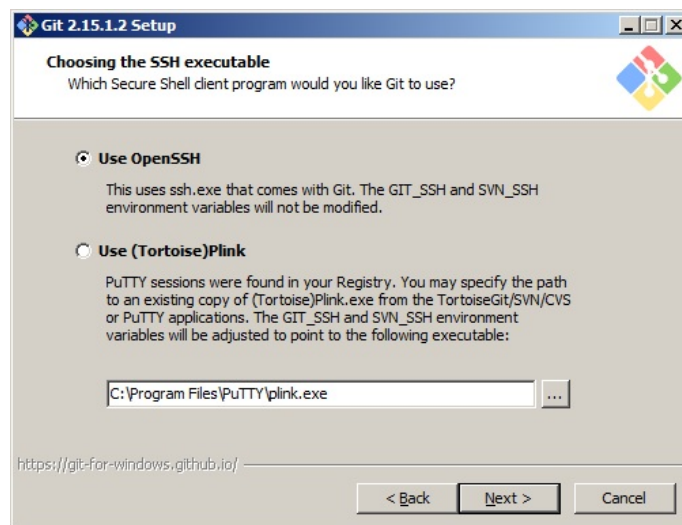 Git 2.15.1.2 Setup
Choosing the SSH executable
Which Secure Shell client program would you like Git to use?
Use OpenSSH
This uses ssh.exe that comes with Git. The GIT_SSH and SVN_SSH
environment variables will not be modified.
Use (Tortoise)Plink
PuTTY sessions were found in your Registry. You may specify the path
to an existing copy of (Tortoise)Plink.exe from the TortoiseGit/SVN/CVS
or PuTTY applications. The GIT_SSH and SVN_SSH environment
variables will be adjusted to point to the following executable:
C:\Program Files\PuTTY\plink.exe
...
https://git-for-windows.github.io/
< Back Next > Cancel